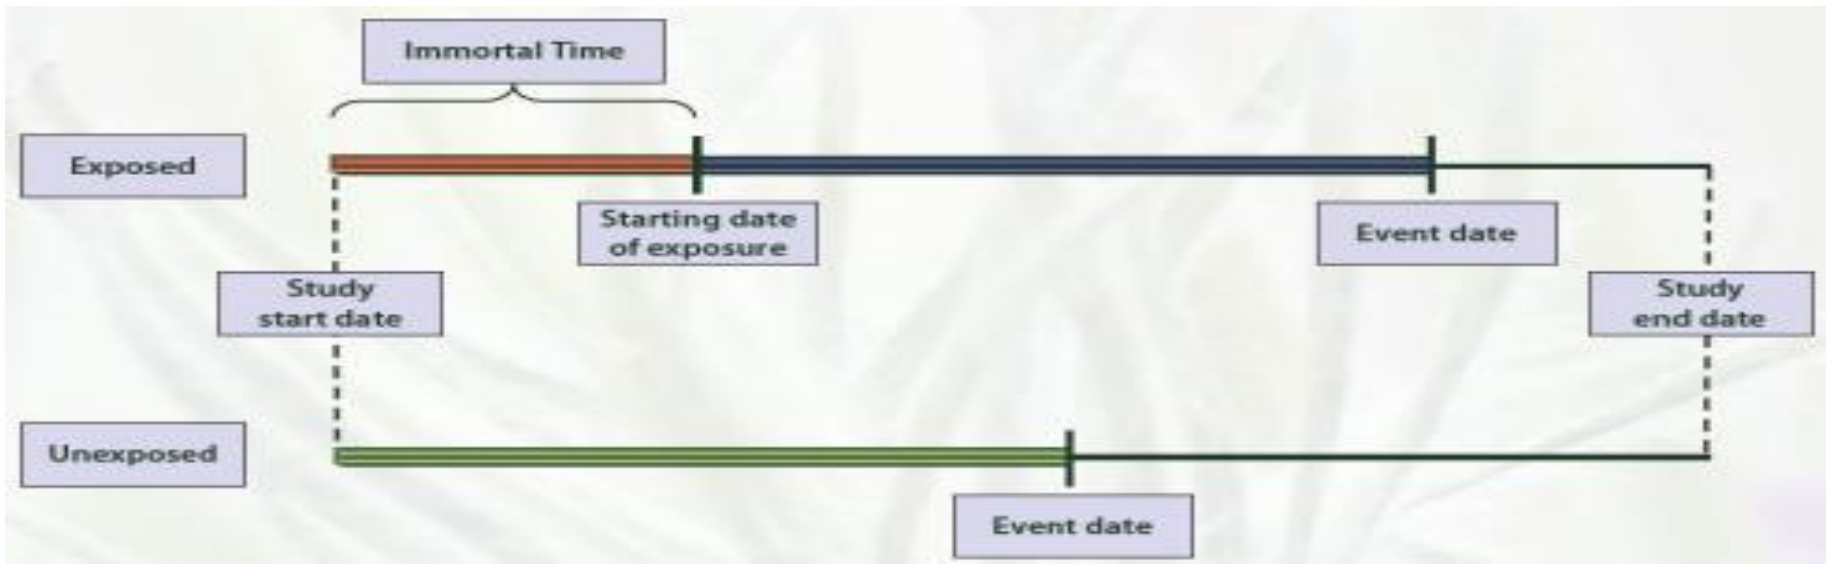 Immortal Time
Exposed
Starting date
of exposure
Event date
Study
start date
Study
end date
Unexposed
Event date